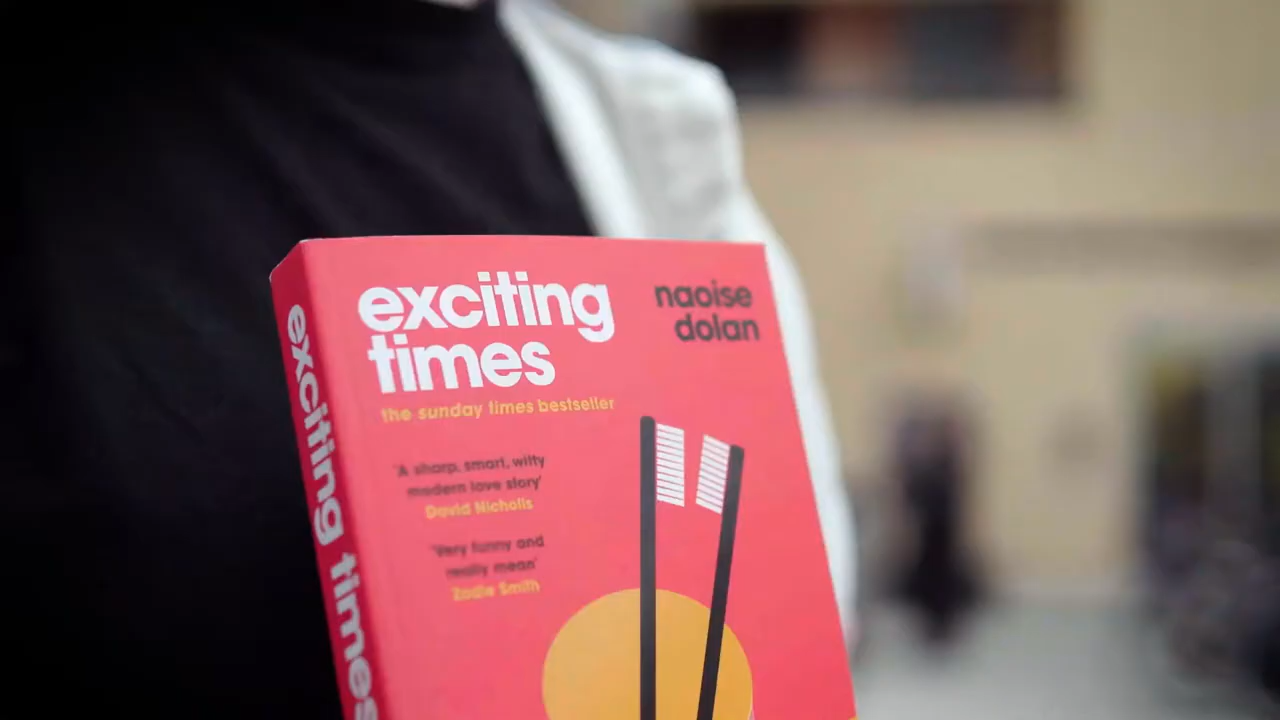 exciting
times
naoise
dolan
the sunday times bestseller
'A sharp, smart, witty
modern love story'
David Nicholls
'Very funny and
really mean'
Zadie Smith
exciting times